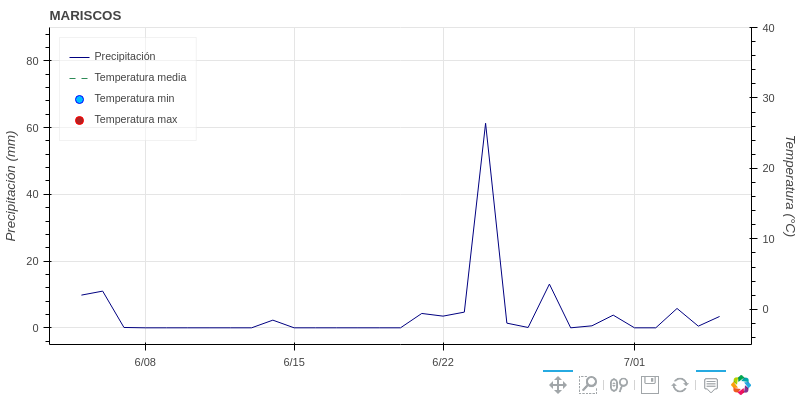 MARISCOS
Precipitación
Temperatura media
Temperatura min
Temperatura max
Precipitación (mm)
80
60
40
20
0
40
30
20
10
0
Temperatura (°C)
6/08
6/15
6/22
7/01